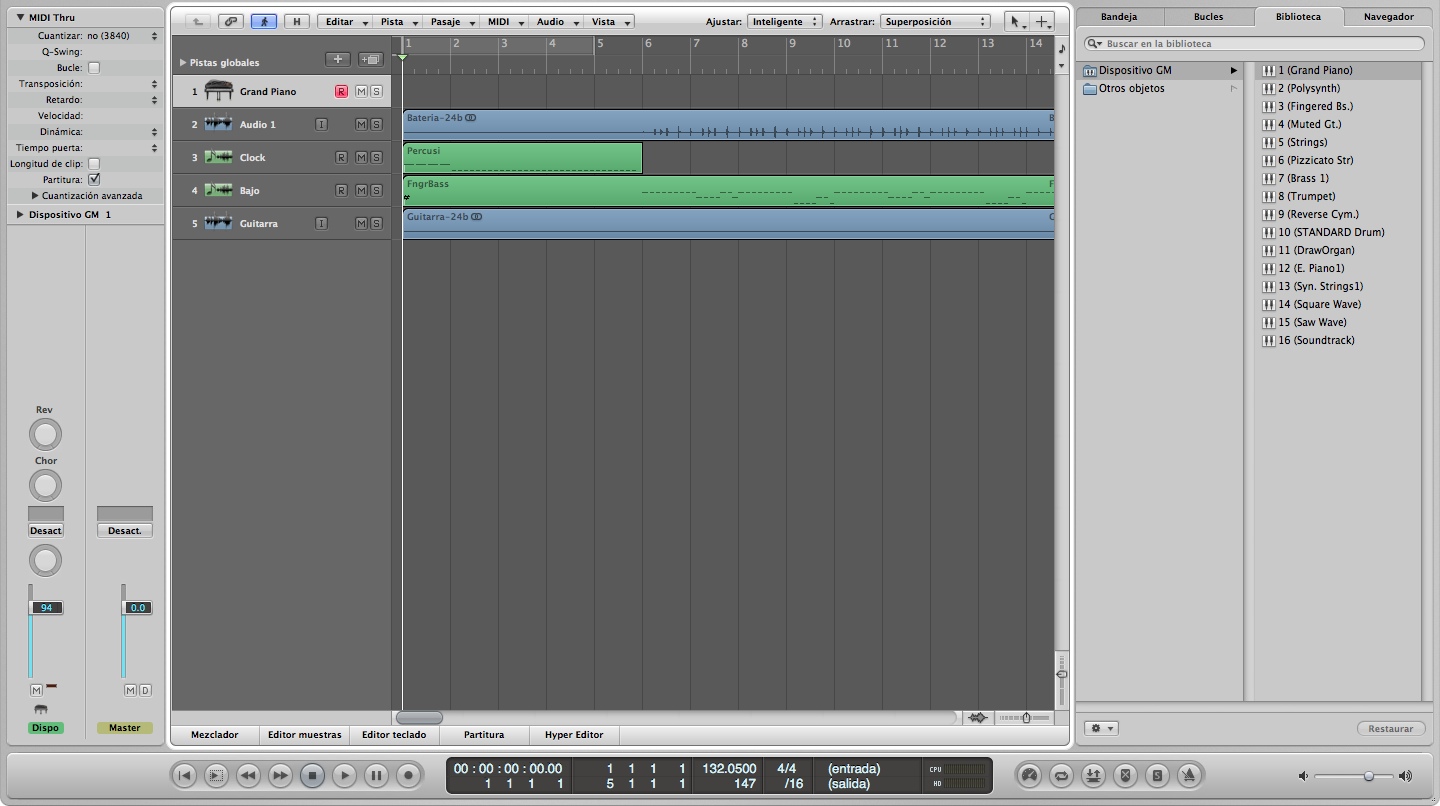 MIDI Thru
Cuantizar: no (3840)
Q-Swing:
Bucle:
Transposición:
Retardo:
Velocidad:
Dinámica:
Tiempo puerta:
Longitud de clip:
Partitura:
Cuantización avanzada
Dispositivo GM 1
Rev
Chor
Desact
Desact.
94
0.0
M
M D
Dispo
Master
H
Editar
Pista
Pasaje
MIDI
Audio
Vista
Ajustar: Inteligente
Arrastrar: Superposición
Pistas globales
1 2 3 4 5 6 7 8 9 10 11 12 13 14
1 Grand Piano R M S
2 Audio 1 I M S
Bateria-24b B
3 Clock R M S
Percusi
4 Bajo R M S
FngrBass F
5 Guitarra I M S
Guitarra-24b
Mezclador
Editor muestras
Editor teclado
Partitura
Hyper Editor
Bandeja
Bucles
Biblioteca
Navegador
Buscar en la biblioteca
Dispositivo GM
Otros objetos
1 (Grand Piano)
2 (Polysynth)
3 (Fingered Bs.)
4 (Muted Gt.)
5 (Strings)
6 (Pizzicato Str)
7 (Brass 1)
8 (Trumpet)
9 (Reverse Cym.)
10 (STANDARD Drum)
11 (DrawOrgan)
12 (E. Piano1)
13 (Syn. Strings1)
14 (Square Wave)
15 (Saw Wave)
16 (Soundtrack)
Restaurar
00 : 00 : 00 : 00.00 1 1 1 1 132.0500 4/4 (entrada) CPU
1 1 1 1 5 1 1 1 147 /16 (salida) HD
S